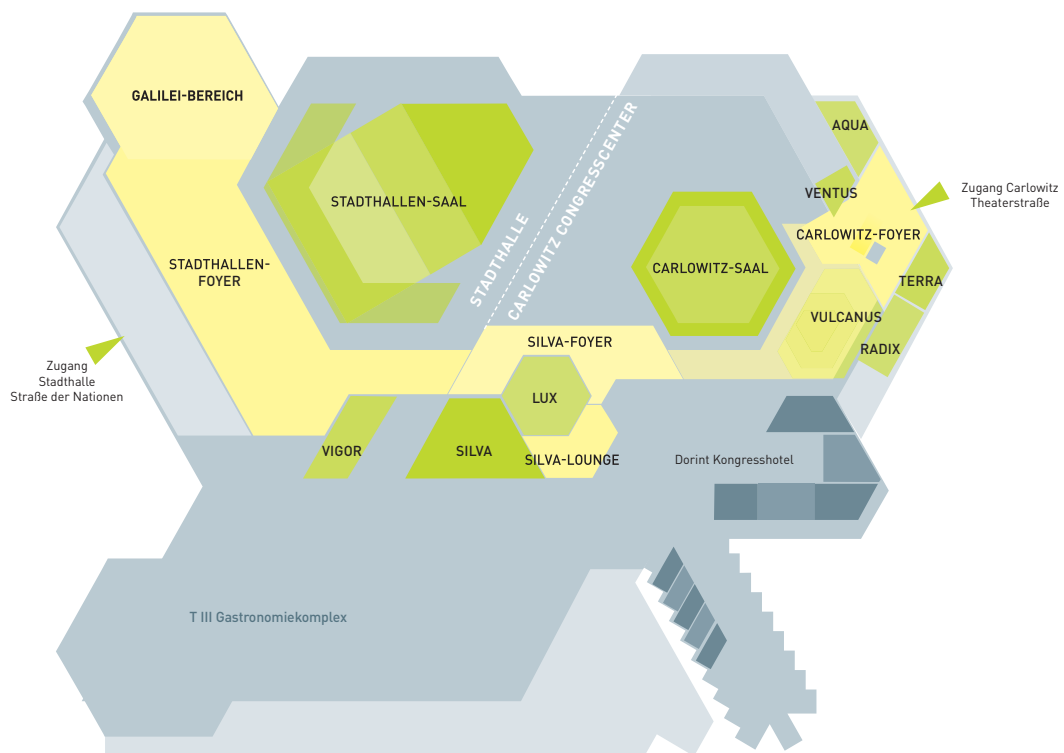 GALILEI-BEREICH
AQUA
STADTHALLEN-SAAL
VENTUS
Zugang Carlowitz
Theaterstraße
STADTHALLE
CARLOWITZ CONGRESSCENTER
CARLOWITZ-FOYER
STADTHALLEN-
FOYER
CARLOWITZ-SAAL
TERRA
VULCANUS
SILVA-FOYER
RADIX
Zugang
Stadthalle
Straße der Nationen
LUX
VIGOR
SILVA
SILVA-LOUNGE
Dorint Kongresshotel
T III Gastronomiekomplex